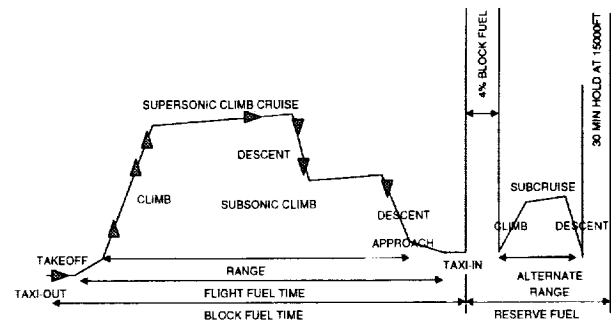 4% BLOCK FUEL
30 MIN HOLD AT 15000FT
SUPERSONIC CLIMB CRUISE
DESCENT
CLIMB
SUBSONIC CLIMB
SUBCRUISE
DESCENT
CLIMB
DESCENT
TAKEOFF
APPROACH
TAXI-OUT
RANGE
TAXI-IN
ALTERNATE
RANGE
FLIGHT FUEL TIME
BLOCK FUEL TIME
RESERVE FUEL